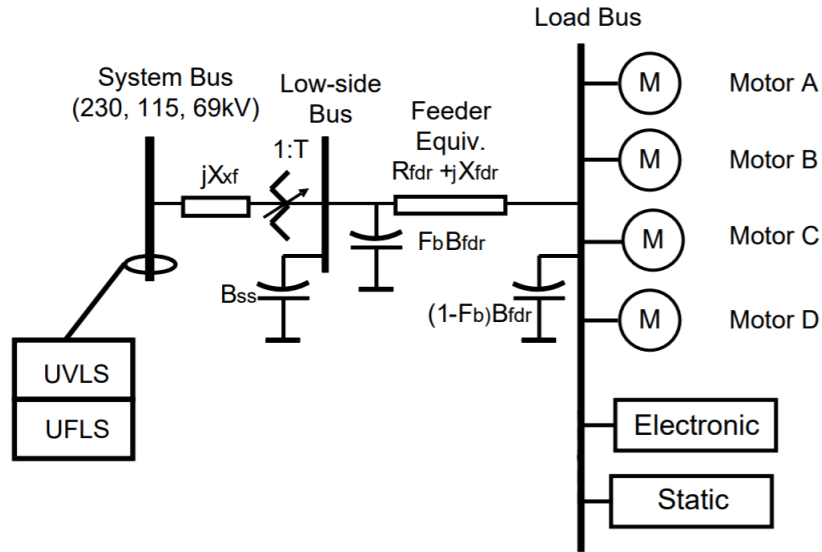 Load Bus
System Bus
(230, 115, 69kV)
Low-side
Bus
Feeder
Equiv.
Rfdr +jXfdr
jXxf
1:T
M Motor A
M Motor B
M Motor C
M Motor D
Bss
FbBfdr
(1-Fb)Bfdr
UVLS
UFLS
Electronic
Static